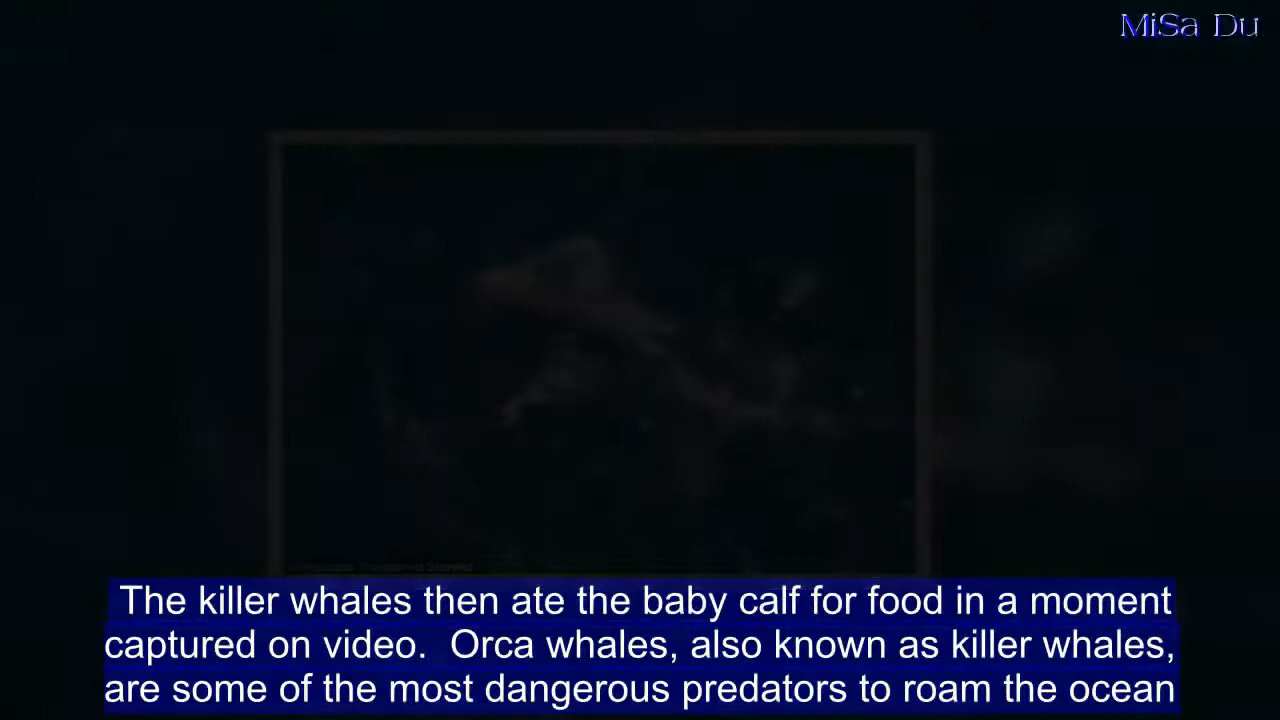 MiSa Du
The killer whales then ate the baby calf for food in a moment
captured on video.  Orca whales, also known as killer whales,
are some of the most dangerous predators to roam the ocean